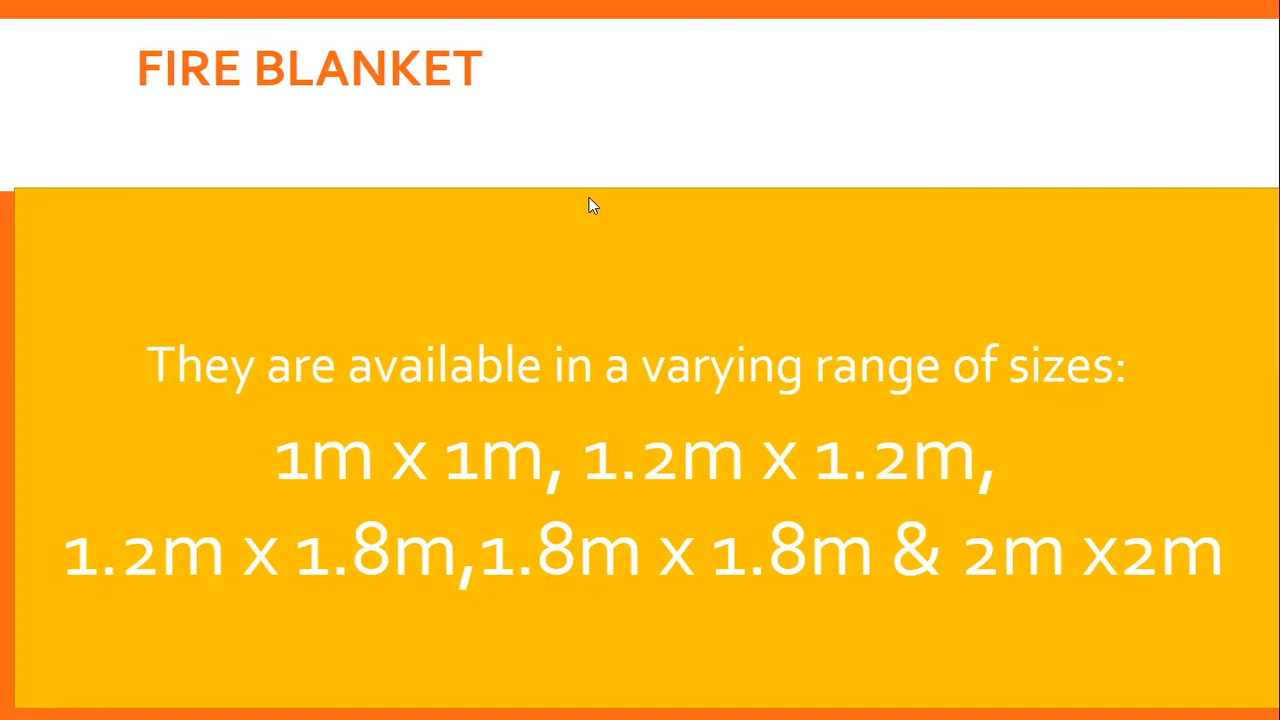 FIRE BLANKET
They are available in a varying range of sizes:
1m x 1m, 1.2m x 1.2m,
1.2m x 1.8m,1.8m x 1.8m & 2m x2m